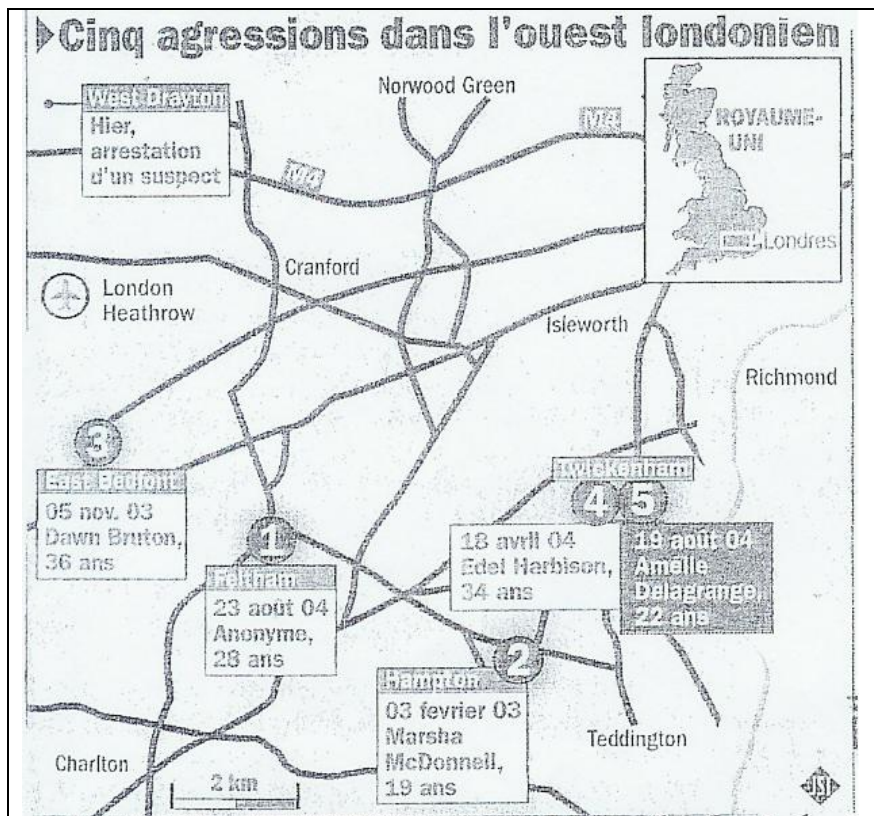 Cinq agressions dans l'ouest londonien
West Drayton
Hier,
arrestation
d'un suspect
Norwood Green
M4
M4
ROYAUME-
UNI
Londres
Cranford
London
Heathrow
Isleworth
Richmond
3
East Bedfont
05 nov. 03
Dawn Bruton,
36 ans
1
Feltham
23 août 04
Anonyme,
28 ans
Twickenham
4
5
18 avril 04
Edel Harbison,
34 ans
19 août 04
Amélie
Delagrange,
22 ans
2
Hampton
03 fevrier 03
Marsha
McDonnell,
19 ans
Teddington
Charlton
2 km